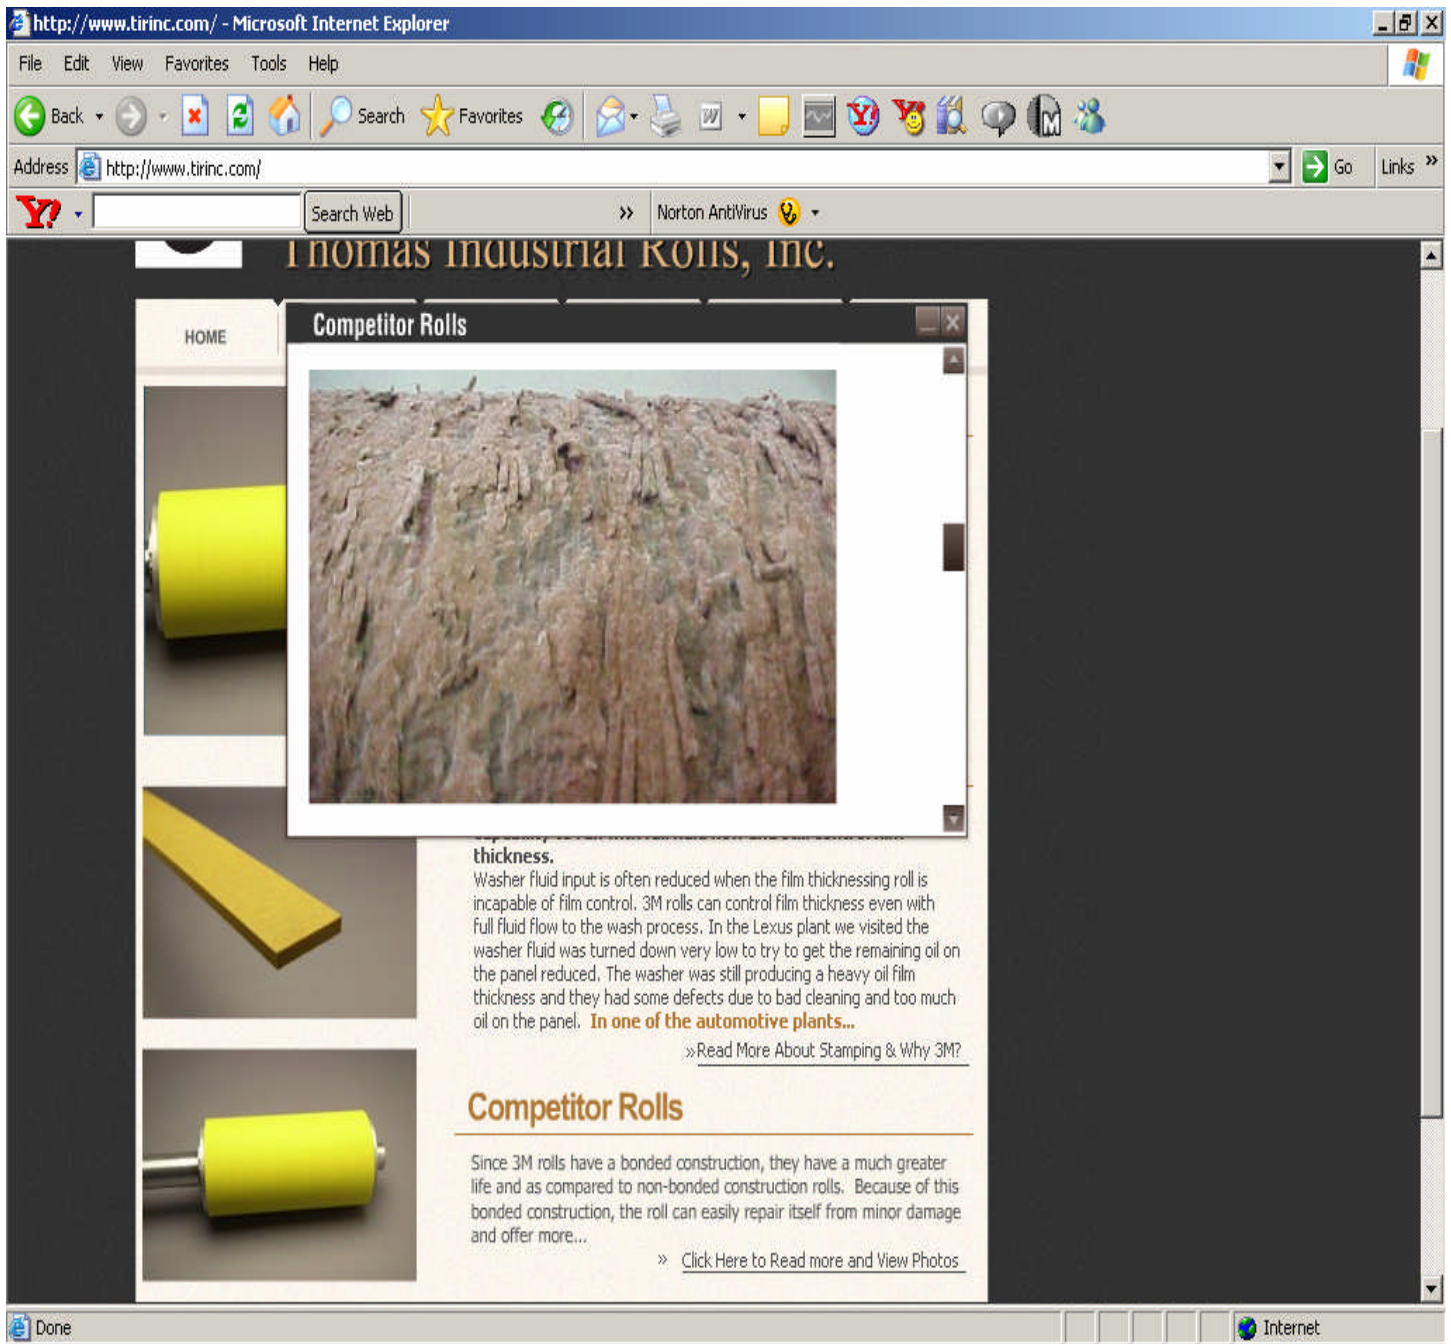 http://www.tirinc.com/ - Microsoft Internet Explorer
File Edit View Favorites Tools Help
Back Search Favorites
Address http://www.tirinc.com/ Go Links »
Y! Search Web » Norton AntiVirus
Thomas Industrial Rolls, Inc.
HOME
Competitor Rolls
thickness.
Washer fluid input is often reduced when the film thicknessing roll is
incapable of film control. 3M rolls can control film thickness even with
full fluid flow to the wash process. In the Lexus plant we visited the
washer fluid was turned down very low to try to get the remaining oil on
the panel reduced. The washer was still producing a heavy oil film
thickness and they had some defects due to bad cleaning and too much
oil on the panel. In one of the automotive plants...
»Read More About Stamping & Why 3M?
Competitor Rolls
Since 3M rolls have a bonded construction, they have a much greater
life and as compared to non-bonded construction rolls. Because of this
bonded construction, the roll can easily repair itself from minor damage
and offer more...
» Click Here to Read more and View Photos
Done Internet